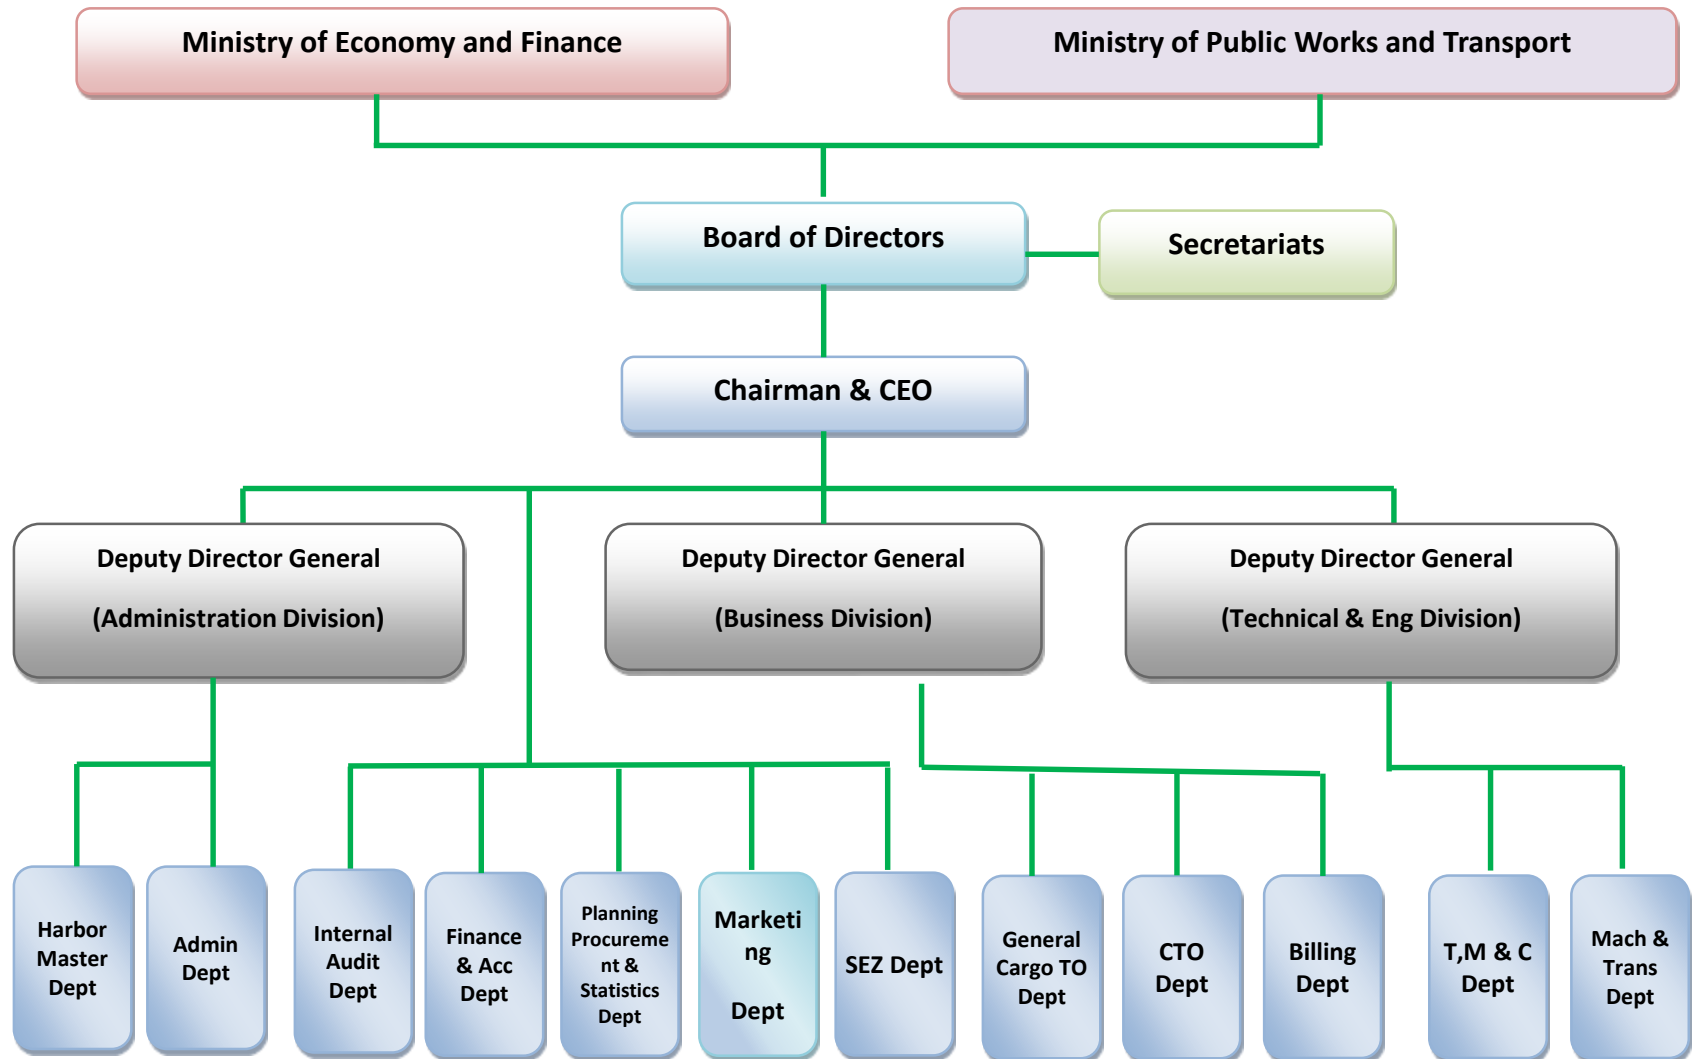 Ministry of Economy and Finance
Ministry of Public Works and Transport
Board of Directors
Secretariats
Chairman & CEO
Deputy Director General
(Administration Division)
Deputy Director General
(Business Division)
Deputy Director General
(Technical & Eng Division)
Harbor
Master
Dept
Admin
Dept
Internal
Audit
Dept
Finance
& Acc
Dept
Planning
Procureme
nt &
Statistics
Dept
Marketi
ng
Dept
SEZ Dept
General
Cargo TO
Dept
CTO
Dept
Billing
Dept
T,M & C
Dept
Mach &
Trans
Dept